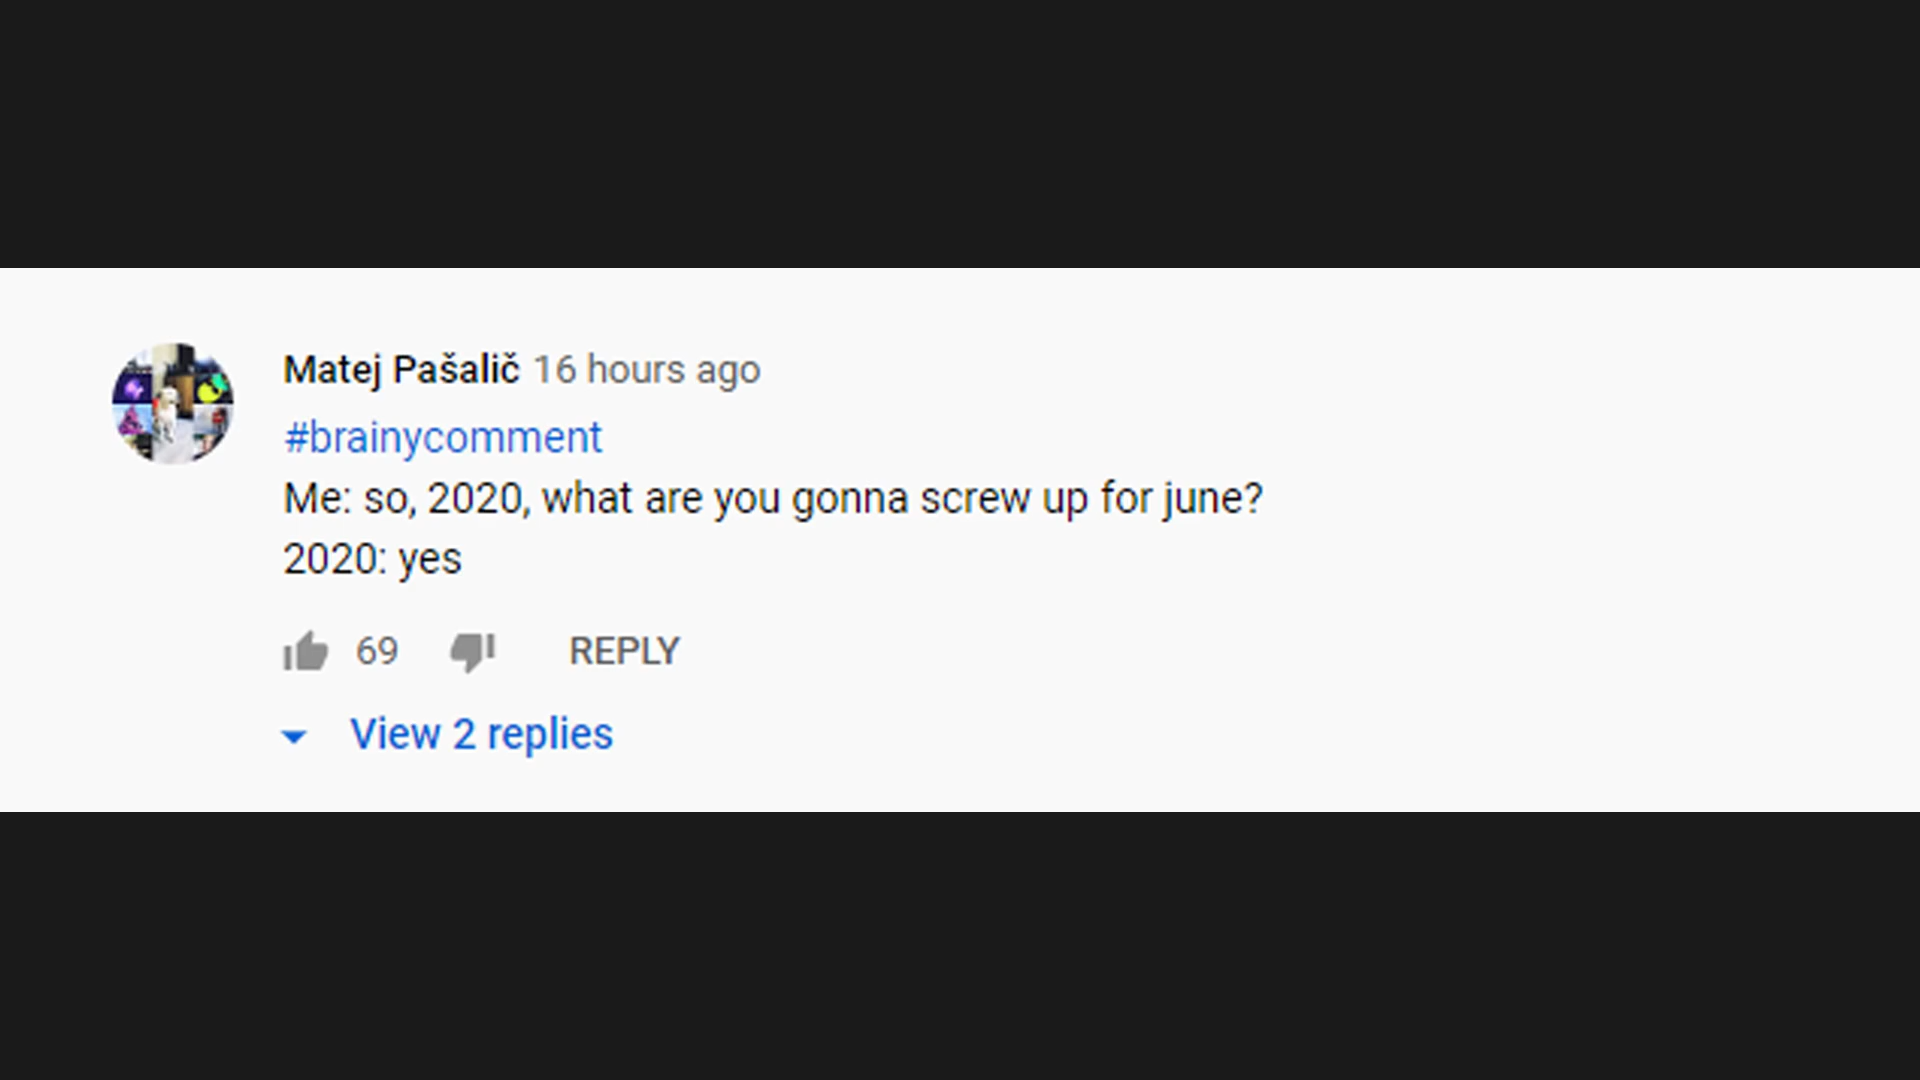 Matej Pašalič 16 hours ago
#brainycomment
Me: so, 2020, what are you gonna screw up for june?
2020: yes
69 REPLY
View 2 replies